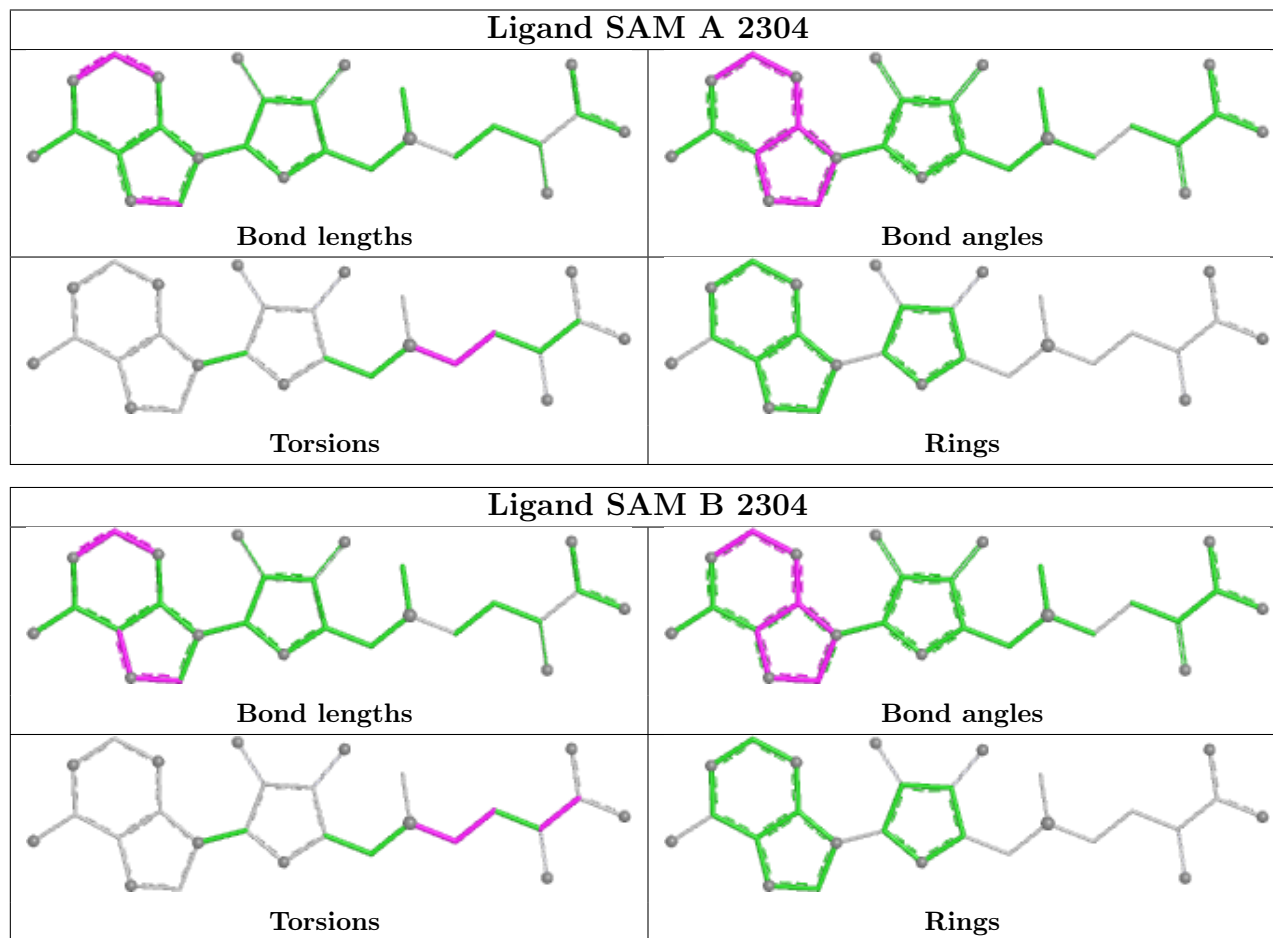 Ligand SAM A 2304
Bond lengths
Bond angles
Torsions
Rings
Ligand SAM B 2304
Bond lengths
Bond angles
Torsions
Rings